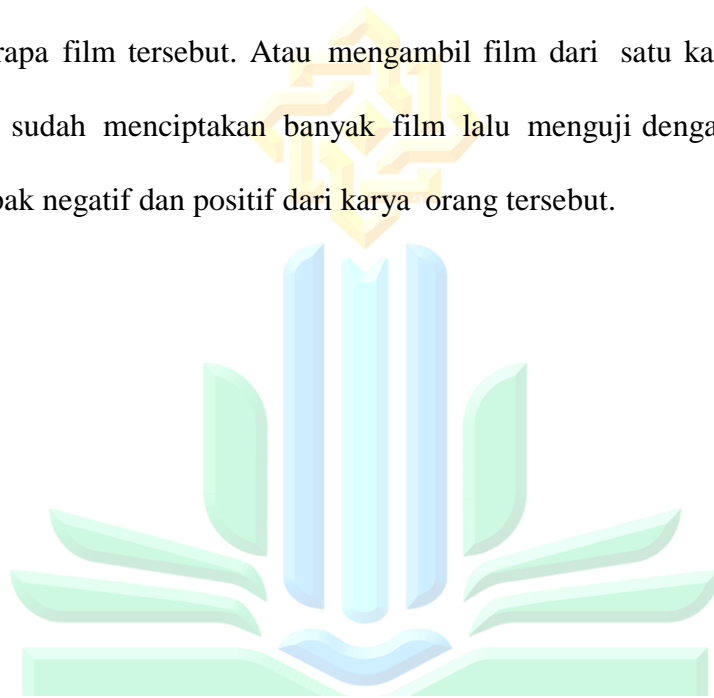 rapa film tersebut. Atau mengambil film dari satu ka
sudah menciptakan banyak film lalu menguji denga
pak negatif dan positif dari karya orang tersebut.